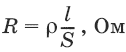 R = ρ l/S, Ом